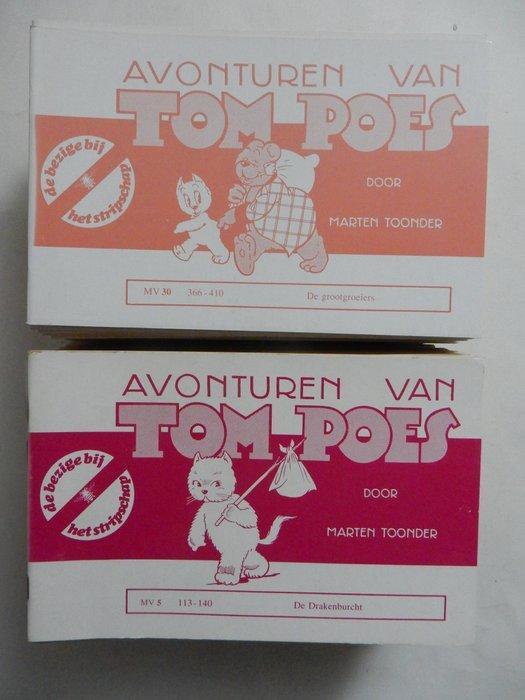 AVONTUREN VAN
TOM POES
de bezige bij
het stripschap
DOOR
MARTEN TOONDER
MV 30 366-410 De grootgroeiers
AVONTUREN VAN
TOM POES
de bezige bij
het stripschap
DOOR
MARTEN TOONDER
MV 5 113-140 De Drakenburcht